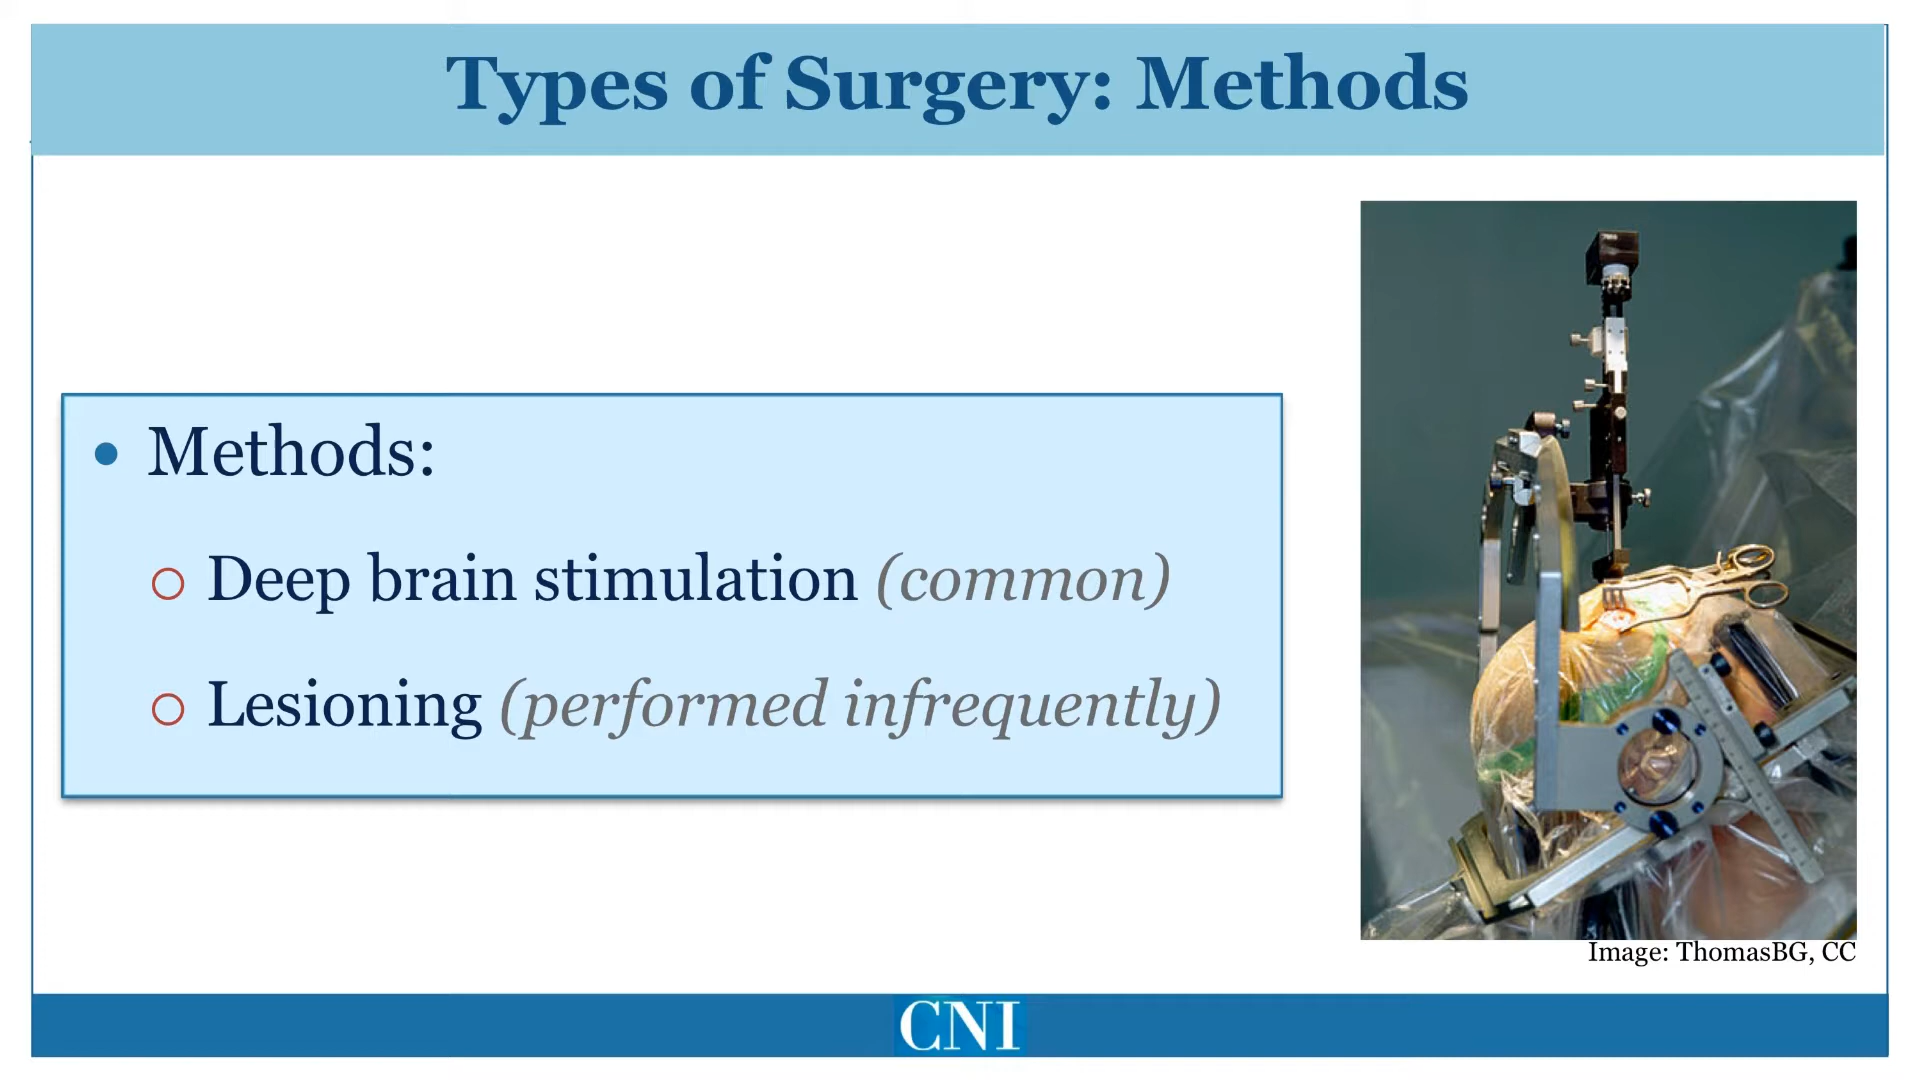 Types of Surgery: Methods
• Methods:
○ Deep brain stimulation (common)
○ Lesioning (performed infrequently)
Image: ThomasBG, CC
CNI